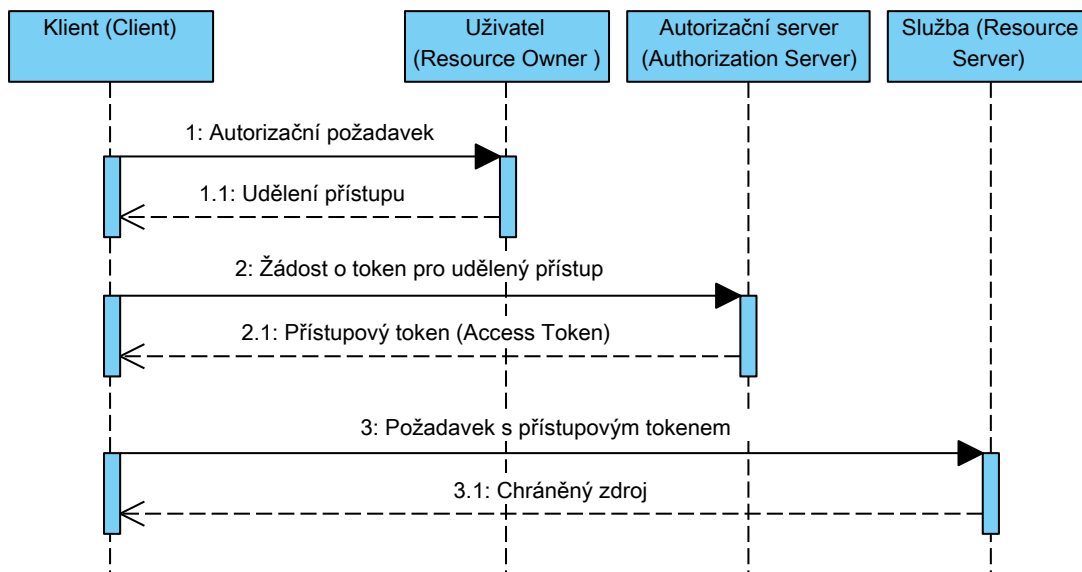 Klient (Client)
Uživatel
(Resource Owner )
Autorizační server
(Authorization Server)
Služba (Resource
Server)
1: Autorizační požadavek
1.1: Udělení přístupu
2: Žádost o token pro udělený přístup
2.1: Přístupový token (Access Token)
3: Požadavek s přístupovým tokenem
3.1: Chráněný zdroj